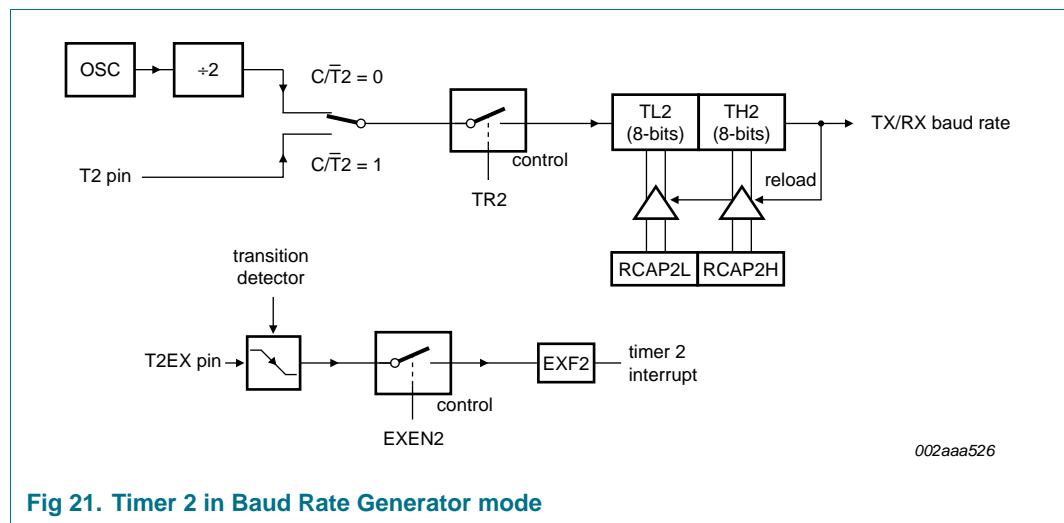 OSC
÷2
C/T̅2 = 0
C/T̅2 = 1
T2 pin
TR2
control
TL2
(8-bits)
TH2
(8-bits)
TX/RX baud rate
reload
RCAP2L
RCAP2H
transition
detector
T2EX pin
EXEN2
control
EXF2
timer 2
interrupt
002aaa526
Fig 21. Timer 2 in Baud Rate Generator mode